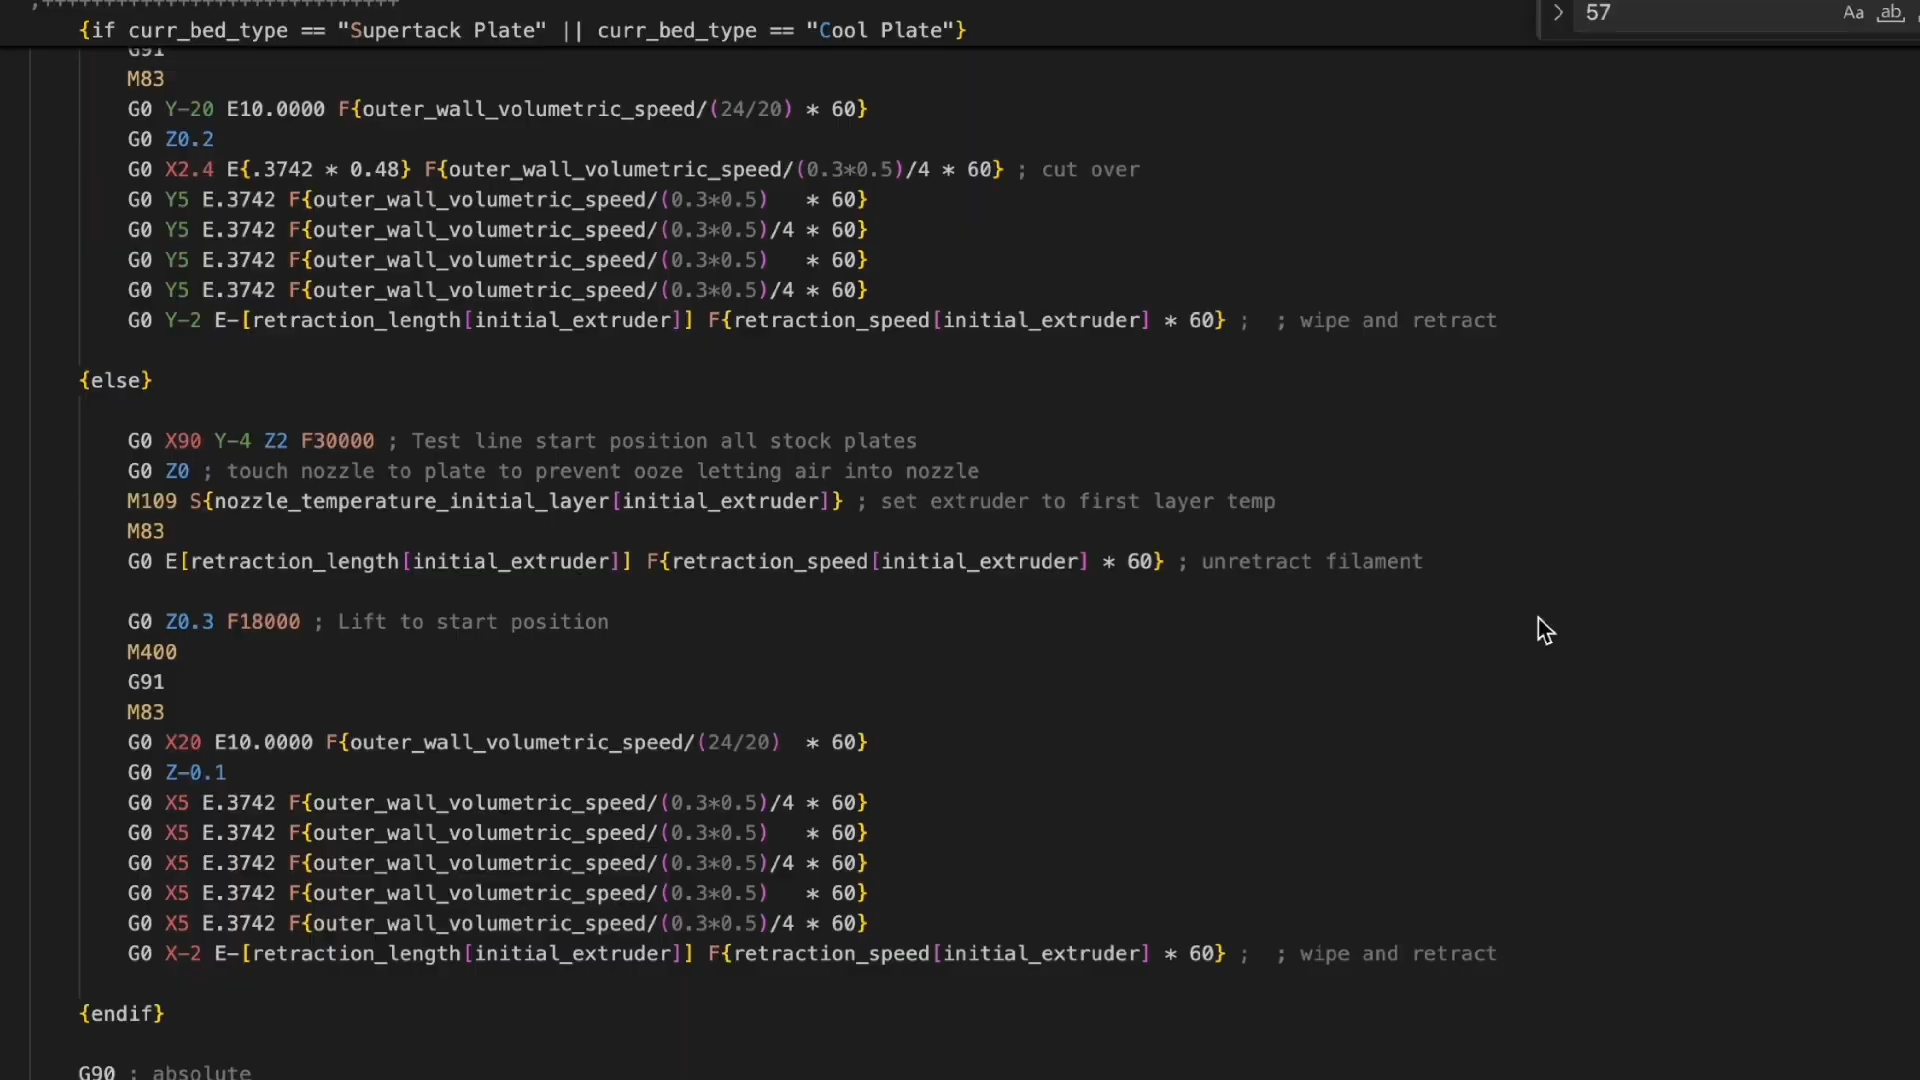 {if curr_bed_type == "Supertack Plate" || curr_bed_type == "Cool Plate"}
57
Aa
ab
G91
M83
G0 Y-20 E10.0000 F{outer_wall_volumetric_speed/(24/20) * 60}
G0 Z0.2
G0 X2.4 E{.3742 * 0.48} F{outer_wall_volumetric_speed/(0.3*0.5)/4 * 60} ; cut over
G0 Y5 E.3742 F{outer_wall_volumetric_speed/(0.3*0.5)   * 60}
G0 Y5 E.3742 F{outer_wall_volumetric_speed/(0.3*0.5)/4 * 60}
G0 Y5 E.3742 F{outer_wall_volumetric_speed/(0.3*0.5)   * 60}
G0 Y5 E.3742 F{outer_wall_volumetric_speed/(0.3*0.5)/4 * 60}
G0 Y-2 E-[retraction_length[initial_extruder]] F{retraction_speed[initial_extruder] * 60} ;  ; wipe and retract
{else}
G0 X90 Y-4 Z2 F30000 ; Test line start position all stock plates
G0 Z0 ; touch nozzle to plate to prevent ooze letting air into nozzle
M109 S{nozzle_temperature_initial_layer[initial_extruder]} ; set extruder to first layer temp
M83
G0 E[retraction_length[initial_extruder]] F{retraction_speed[initial_extruder] * 60} ; unretract filament
G0 Z0.3 F18000 ; Lift to start position
M400
G91
M83
G0 X20 E10.0000 F{outer_wall_volumetric_speed/(24/20)  * 60}
G0 Z-0.1
G0 X5 E.3742 F{outer_wall_volumetric_speed/(0.3*0.5)/4 * 60}
G0 X5 E.3742 F{outer_wall_volumetric_speed/(0.3*0.5)   * 60}
G0 X5 E.3742 F{outer_wall_volumetric_speed/(0.3*0.5)/4 * 60}
G0 X5 E.3742 F{outer_wall_volumetric_speed/(0.3*0.5)   * 60}
G0 X5 E.3742 F{outer_wall_volumetric_speed/(0.3*0.5)/4 * 60}
G0 X-2 E-[retraction_length[initial_extruder]] F{retraction_speed[initial_extruder] * 60} ;  ; wipe and retract
{endif}
G90 ; absolute